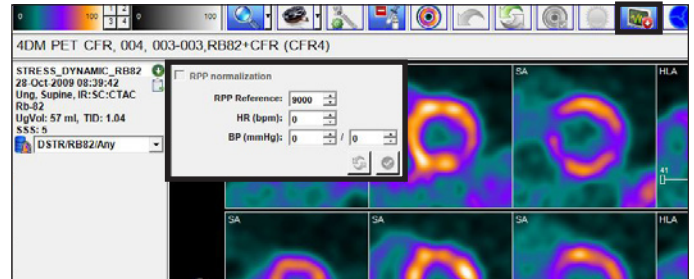 0 100 1 2 3 4 0 100
4DM PET CFR, 004, 003-003,RB82+CFR (CFR4)
STRESS_DYNAMIC_RB82
28-Oct-2009 08:39:42
Ung, Supine, IR:SC:CTAC
Rb-82
UgVol: 57 ml, TID: 1.04
SSS: 5
DSTR/RB82/Any
RPP normalization
RPP Reference: 9000
HR (bpm): 0
BP (mmHg): 0 / 0
SA
HLA
41
0
SA SA SA HLA